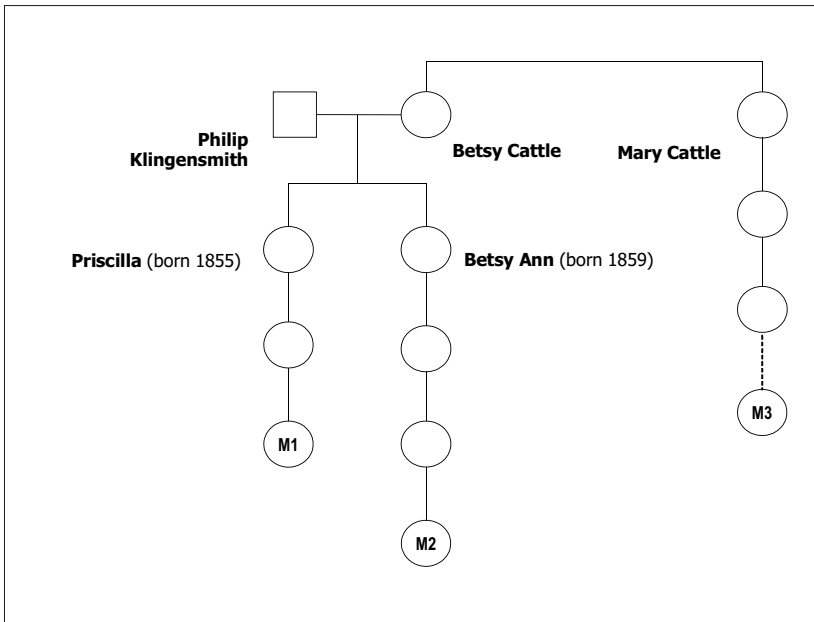 Philip
Klingensmith
Betsy Cattle
Mary Cattle
Priscilla (born 1855)
Betsy Ann (born 1859)
M1
M2
M3